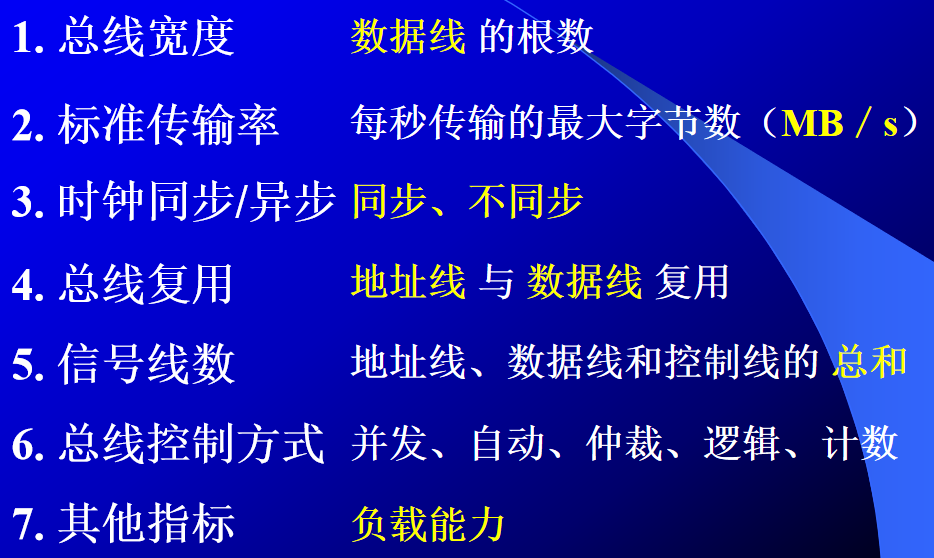 1. 总线宽度 数据线 的根数
2. 标准传输率 每秒传输的最大字节数（MB / s）
3. 时钟同步/异步 同步、不同步
4. 总线复用 地址线 与 数据线 复用
5. 信号线数 地址线、数据线和控制线的 总和
6. 总线控制方式 并发、自动、仲裁、逻辑、计数
7. 其他指标 负载能力